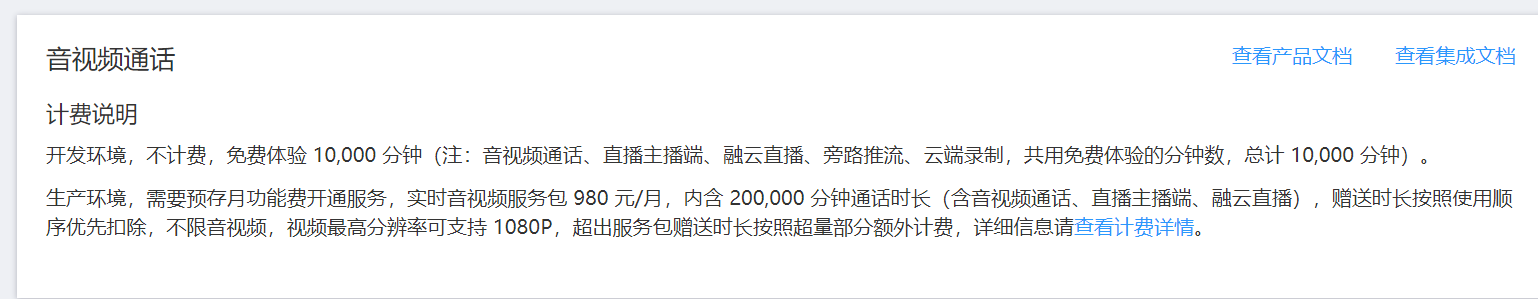 音视频通话
查看产品文档
查看集成文档
计费说明
开发环境，不计费，免费体验 10,000 分钟（注：音视频通话、直播主播端、融云直播、旁路推流、云端录制，共用免费体验的分钟数，总计 10,000 分钟）。
生产环境，需要预存月功能费开通服务，实时音视频服务包 980 元/月，内含 200,000 分钟通话时长（含音视频通话、直播主播端、融云直播），赠送时长按照使用顺
序优先扣除，不限音视频，视频最高分辨率可支持 1080P，超出服务包赠送时长按照超量部分额外计费，详细信息请查看计费详情。